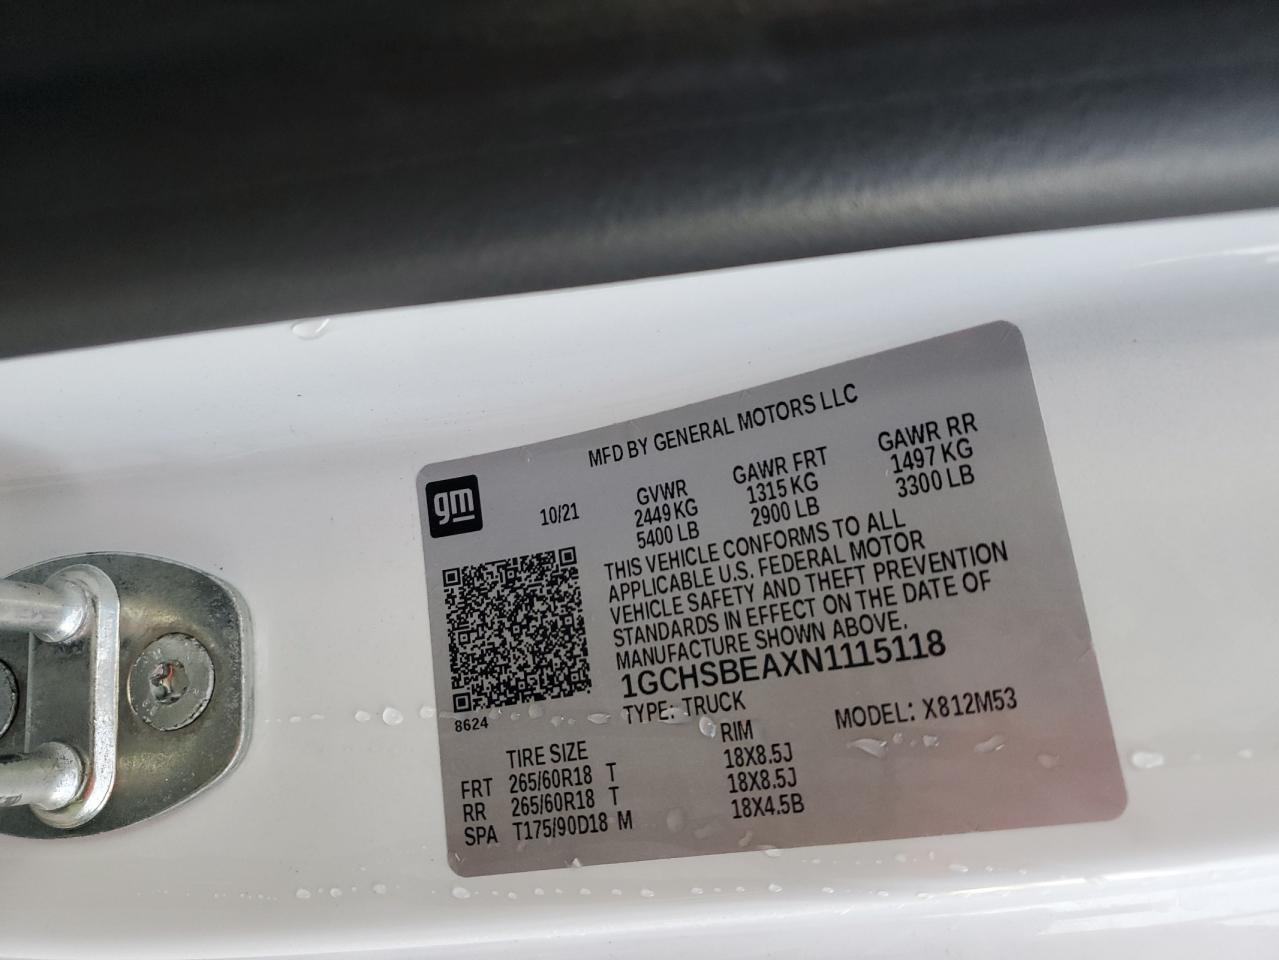 MFD BY GENERAL MOTORS LLC
gm
10/21
GVWR GAWR FRT GAWR RR
2449 KG 1315 KG 1497 KG
5400 LB 2900 LB 3300 LB
THIS VEHICLE CONFORMS TO ALL
APPLICABLE U.S. FEDERAL MOTOR
VEHICLE SAFETY AND THEFT PREVENTION
STANDARDS IN EFFECT ON THE DATE OF
MANUFACTURE SHOWN ABOVE.
1GCHSBEAXN1115118
8624
TYPE: TRUCK MODEL: X812M53
TIRE SIZE RIM
FRT 265/60R18 T 18X8.5J
RR 265/60R18 T 18X8.5J
SPA T175/90D18 M 18X4.5B